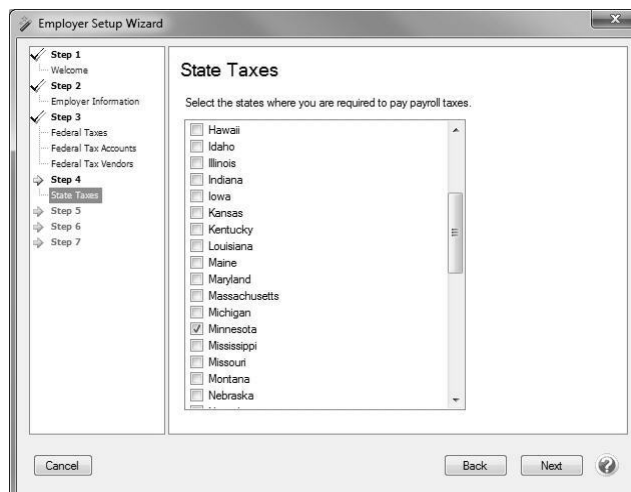 Employer Setup Wizard
x
Step 1
Welcome
Step 2
Employer Information
Step 3
Federal Taxes
Federal Tax Accounts
Federal Tax Vendors
Step 4
State Taxes
Step 5
Step 6
Step 7
State Taxes
Select the states where you are required to pay payroll taxes.
Hawaii
Idaho
Illinois
Indiana
Iowa
Kansas
Kentucky
Louisiana
Maine
Maryland
Massachusetts
Michigan
Minnesota
Mississippi
Missouri
Montana
Nebraska
Cancel
Back
Next
?